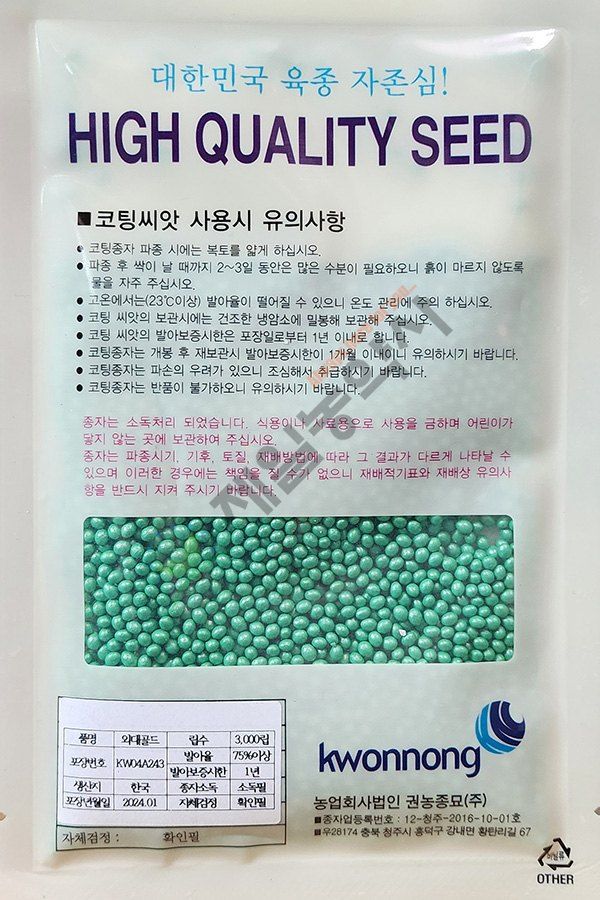 대한민국 육종 자존심!
HIGH QUALITY SEED
■ 코팅씨앗 사용시 유의사항
● 코팅종자 파종 시에는 복토를 얇게 하십시오.
● 파종 후 싹이 날 때까지 2~3일 동안은 많은 수분이 필요하오니 흙이 마르지 않도록
물을 자주 주십시오.
● 고온에서는(23℃이상) 발아율이 떨어질 수 있으니 온도 관리에 주의 하십시오.
● 코팅 씨앗의 보관시에는 건조한 냉암소에 밀봉해 보관해 주십시오.
● 코팅 씨앗의 발아보증시한은 포장일로부터 1년 이내로 합니다.
● 코팅종자는 개봉 후 재보관시 발아보증시한이 1개월 이내이니 유의하시기 바랍니다.
● 코팅종자는 파손의 우려가 있으니 조심해서 취급하시기 바랍니다.
● 코팅종자는 반품이 불가하오니 유의하시기 바랍니다.
종자는 소독처리 되었습니다. 식용이나 사료용으로 사용을 금하며 어린이가
닿지 않는 곳에 보관하여 주십시오.
종자는 파종시기, 기후, 토질, 재배방법에 따라 그 결과가 다르게 나타날 수
있으며 이러한 경우에는 책임을 질 수가 없으니 재배적기표와 재배상 유의사
항을 반드시 지켜 주시기 바랍니다.
품명 외대골드 립수 3,000립
포장번호 KW04A243 발아율 75%이상
발아보증시한 1년
생산지 한국 종자소독 소독필
포장년월일 2024.01 자체검정 확인필
자체검정 : 확인필
kwonnong
농업회사법인 권농종묘(주)
■종자업등록번호 : 12-청주-2016-10-01호
■우28174 충북 청주시 흥덕구 강내면 황탄리길 67
비닐류
OTHER